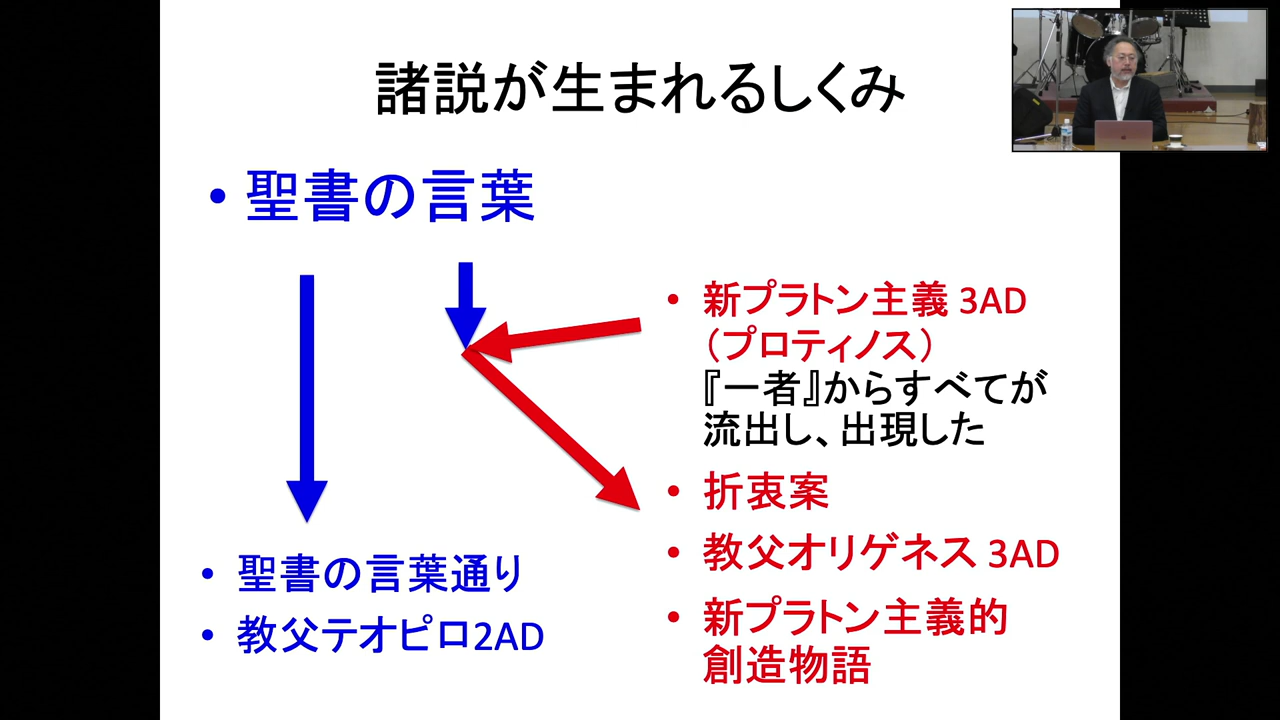 諸説が生まれるしくみ
• 聖書の言葉
• 新プラトン主義 3AD
（プロティノス）
『一者』からすべてが
流出し、出現した
• 折衷案
• 教父オリゲネス 3AD
• 新プラトン主義的
創造物語
• 聖書の言葉通り
• 教父テオピロ2AD